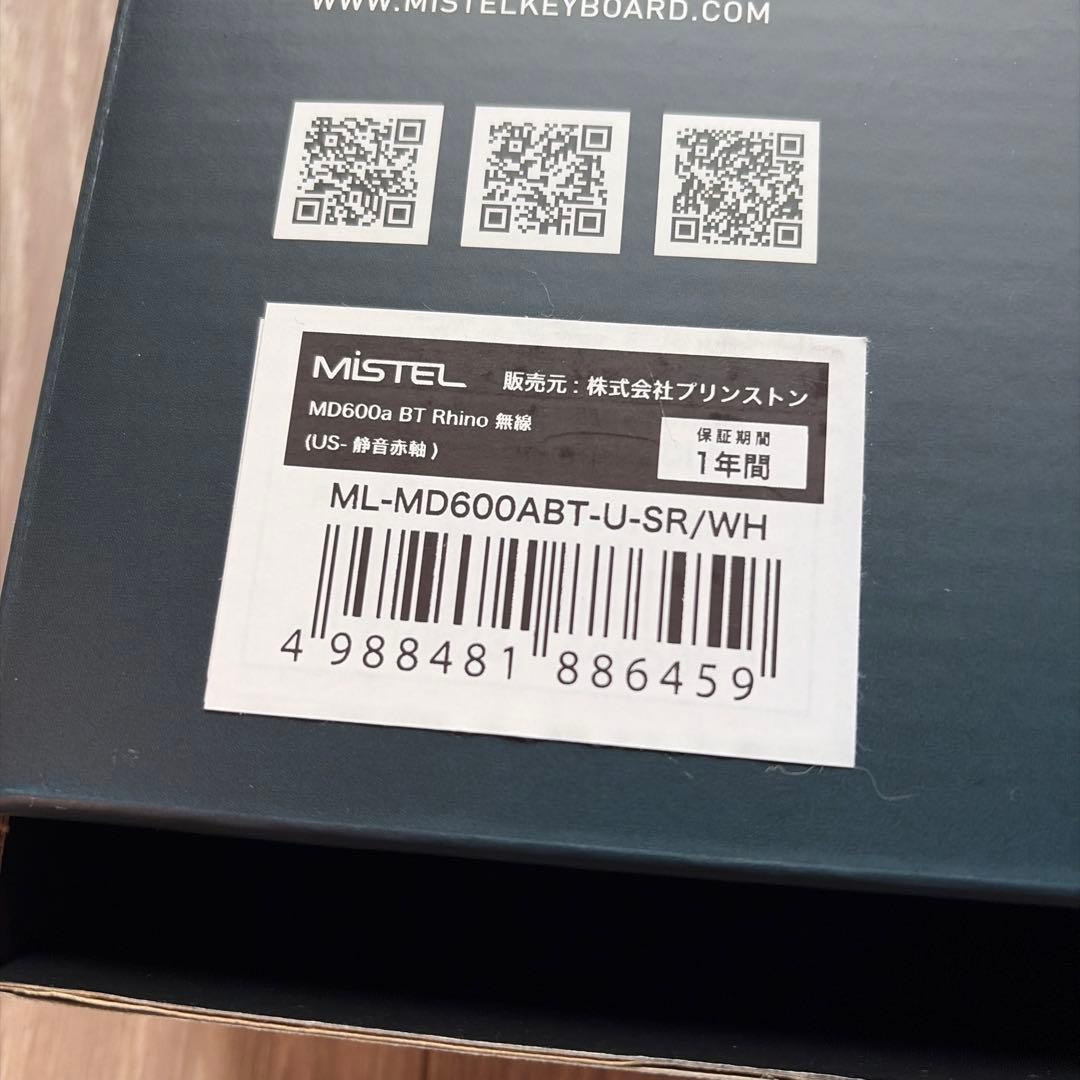 WWW.MISTELKEYBOARD.COM
MiSTEL 販売元：株式会社プリンストン
MD600a BT Rhino 無線
(US- 静音赤軸 )
保証期間
1年間
ML-MD600ABT-U-SR/WH
4 988481 886459